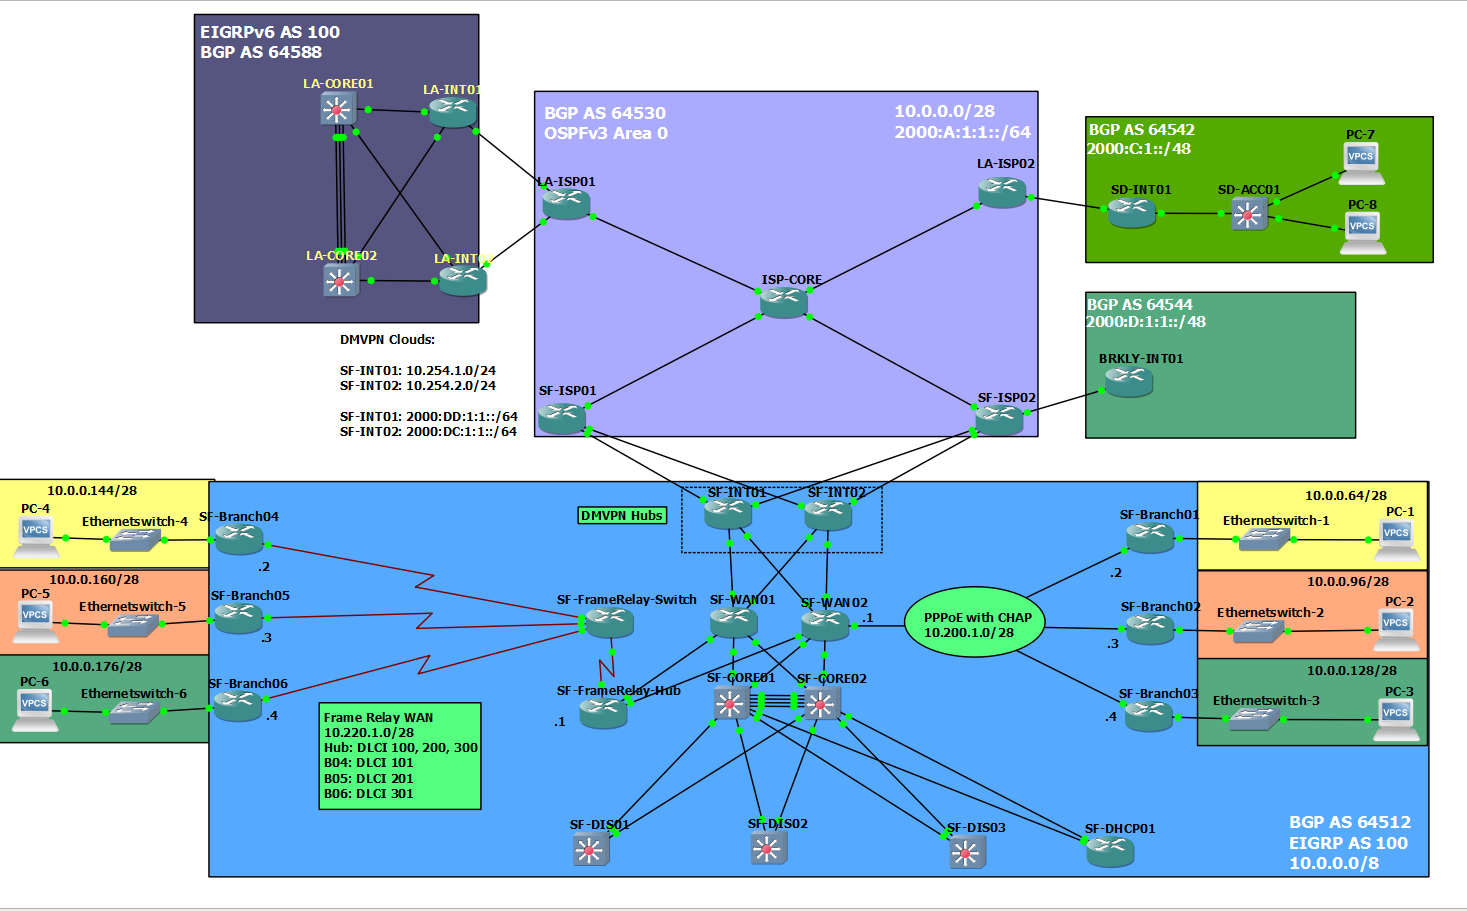 EIGRPv6 AS 100
BGP AS 64588
LA-CORE01
LA-INT01
LA-CORE02
LA-INT02
BGP AS 64530
OSPFv3 Area 0
10.0.0.0/28
2000:A:1:1::/64
LA-ISP01
LA-ISP02
ISP-CORE
SF-ISP01
SF-ISP02
BGP AS 64542
2000:C:1::/48
SD-INT01
SD-ACC01
PC-7
VPCS
PC-8
VPCS
BGP AS 64544
2000:D:1:1::/48
BRKLY-INT01
DMVPN Clouds:
SF-INT01: 10.254.1.0/24
SF-INT02: 10.254.2.0/24
SF-INT01: 2000:DD:1:1::/64
SF-INT02: 2000:DC:1:1::/64
10.0.0.144/28
PC-4
VPCS
Ethernetswitch-4
SF-Branch04
.2
10.0.0.160/28
PC-5
VPCS
Ethernetswitch-5
SF-Branch05
.3
10.0.0.176/28
PC-6
VPCS
Ethernetswitch-6
SF-Branch06
.4
DMVPN Hubs
SF-INT01
SF-INT02
SF-FrameRelay-Switch
SF-WAN01
SF-WAN02
.1
PPPoE with CHAP
10.200.1.0/28
SF-FrameRelay-Hub
.1
SF-CORE01
SF-CORE02
Frame Relay WAN
10.220.1.0/28
Hub: DLCI 100, 200, 300
B04: DLCI 101
B05: DLCI 201
B06: DLCI 301
SF-DIS01
SF-DIS02
SF-DIS03
SF-DHCP01
10.0.0.64/28
SF-Branch01
.2
Ethernetswitch-1
PC-1
VPCS
10.0.0.96/28
SF-Branch02
.3
Ethernetswitch-2
PC-2
VPCS
10.0.0.128/28
SF-Branch03
.4
Ethernetswitch-3
PC-3
VPCS
BGP AS 64512
EIGRP AS 100
10.0.0.0/8